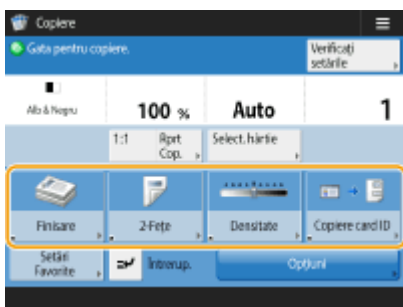 Copiere
Gata pentru copiere.
Verificați
setările
Alb & Negru
100 %
Auto
1
1:1
Rprt
Cop.
Select. hârtie
Finisare
2-Fețe
Densitate
Copiere card ID
Setări
Favorite
Întrerup.
Opțiuni